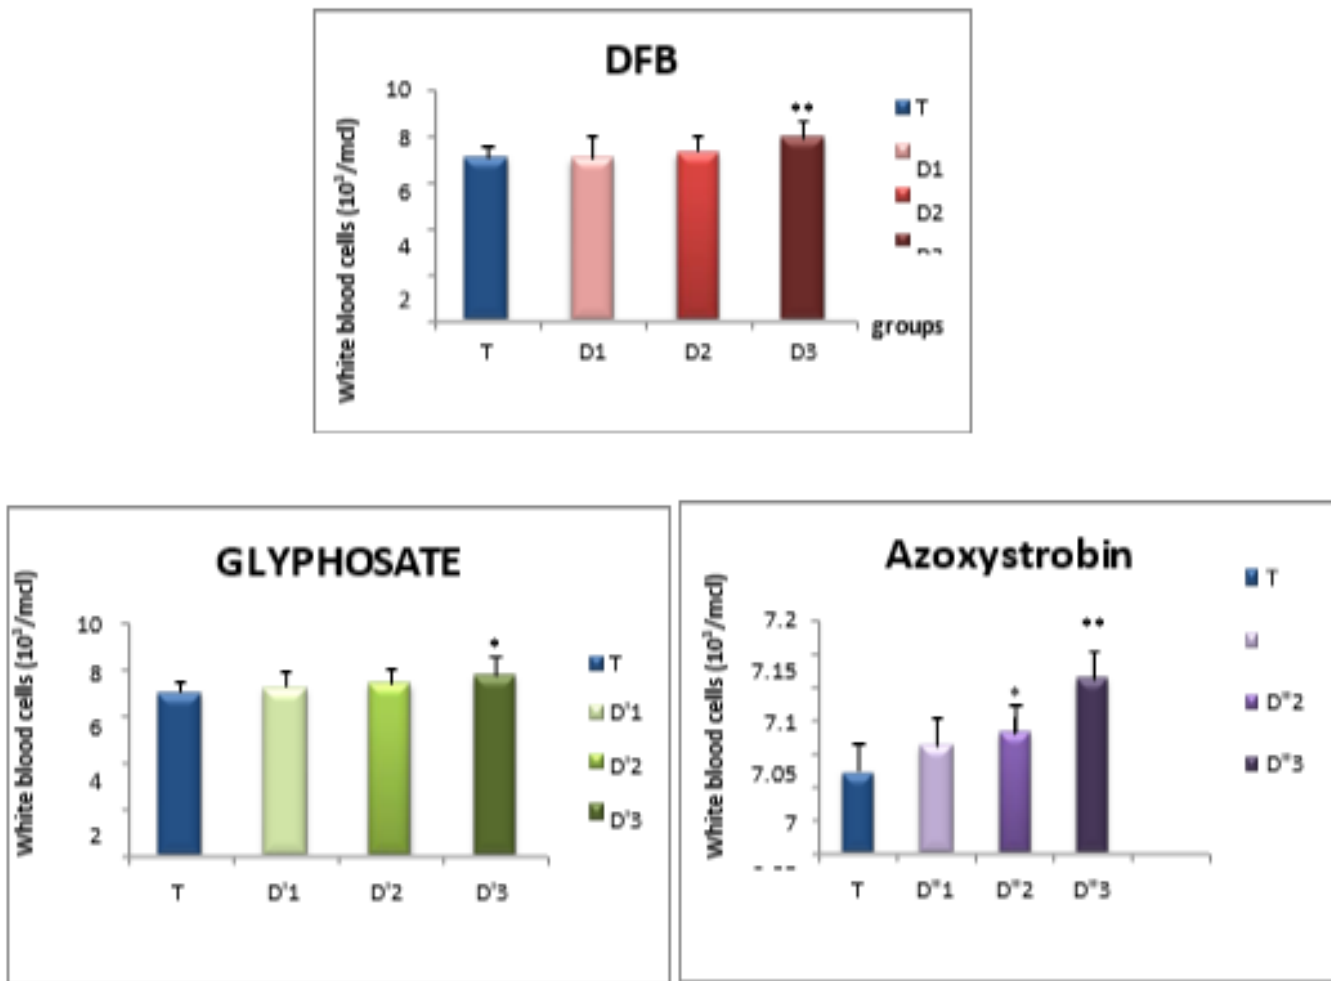 DFB
White blood cells (10³/mcl)
10
8
6
4
2
**
T
D1
D2
D3
groups
T
D1
D2
GLYPHOSATE
White blood cells (10³/mcl)
10
8
6
4
2
*
T
D'1
D'2
D'3
T
D'1
D'2
D'3
Azoxystrobin
White blood cells (10³/mcl)
7.2
7.15
7.1
7.05
7
*
**
T
D"1
D"2
D"3
T
D"2
D"3